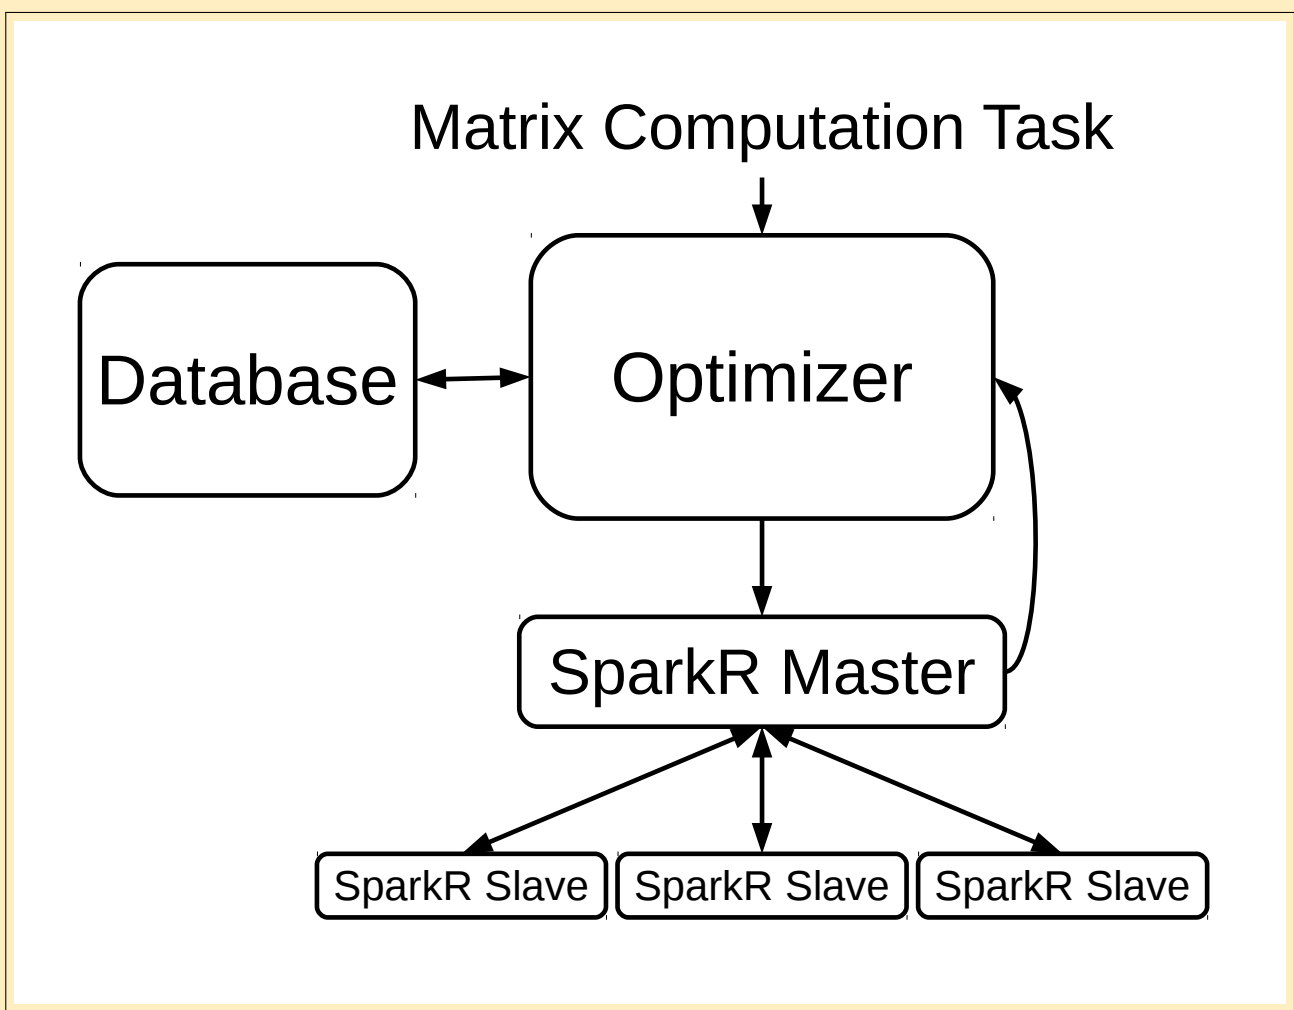 Matrix Computation Task
Database
Optimizer
SparkR Master
SparkR Slave
SparkR Slave
SparkR Slave